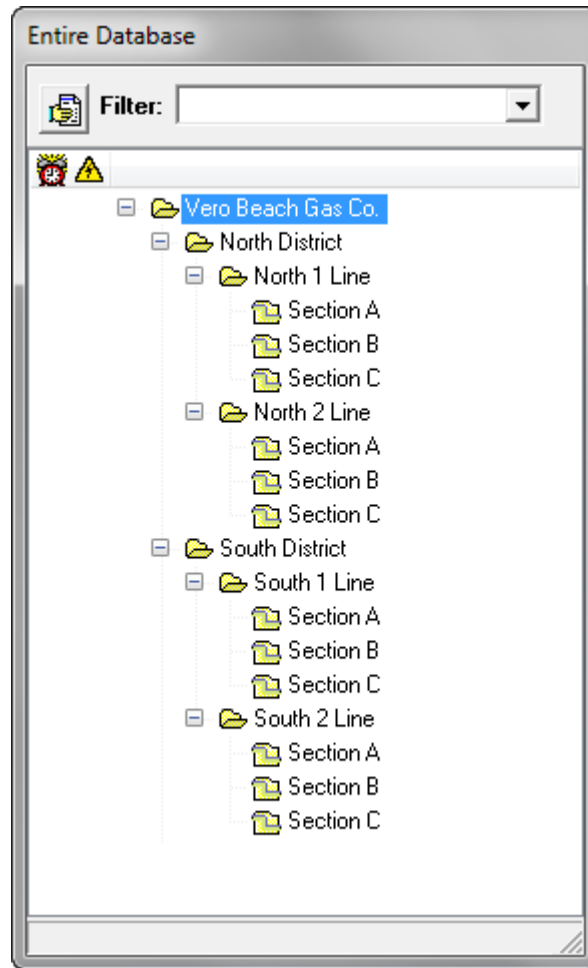 Entire Database
Filter:
Vero Beach Gas Co.
North District
North 1 Line
Section A
Section B
Section C
North 2 Line
Section A
Section B
Section C
South District
South 1 Line
Section A
Section B
Section C
South 2 Line
Section A
Section B
Section C